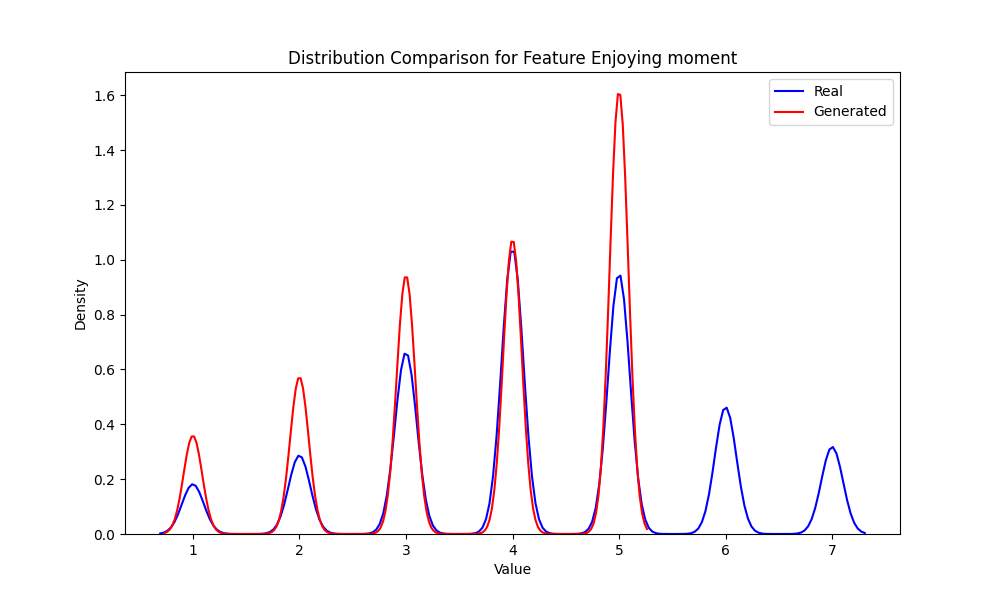 Distribution Comparison for Feature Enjoying moment
Real
Generated
1.6
1.4
1.2
1.0
0.8
0.6
0.4
0.2
0.0
Density
1 2 3 4 5 6 7
Value